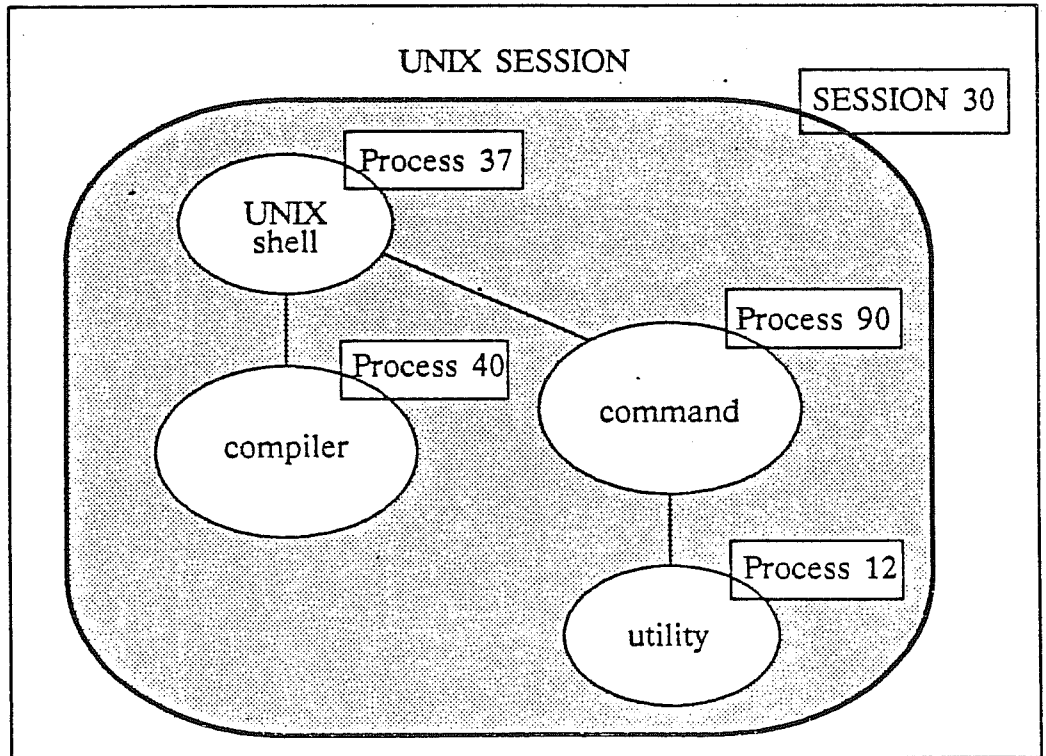 UNIX SESSION
SESSION 30
Process 37
UNIX
shell
Process 90
Process 40
command
compiler
Process 12
utility